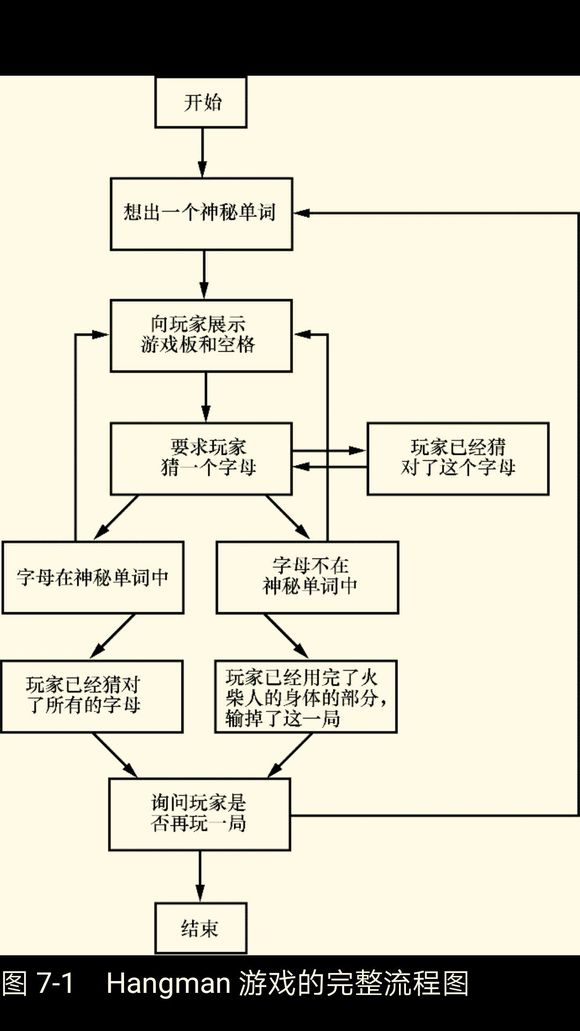 开始
想出一个神秘单词
向玩家展示
游戏板和空格
要求玩家
猜一个字母
玩家已经猜
对了这个字母
字母在神秘单词中
字母不在
神秘单词中
玩家已经猜对
了所有的字母
玩家已经用完了火
柴人的身体的部分，
输掉了这一局
询问玩家是
否再玩一局
结束
图 7-1 Hangman 游戏的完整流程图